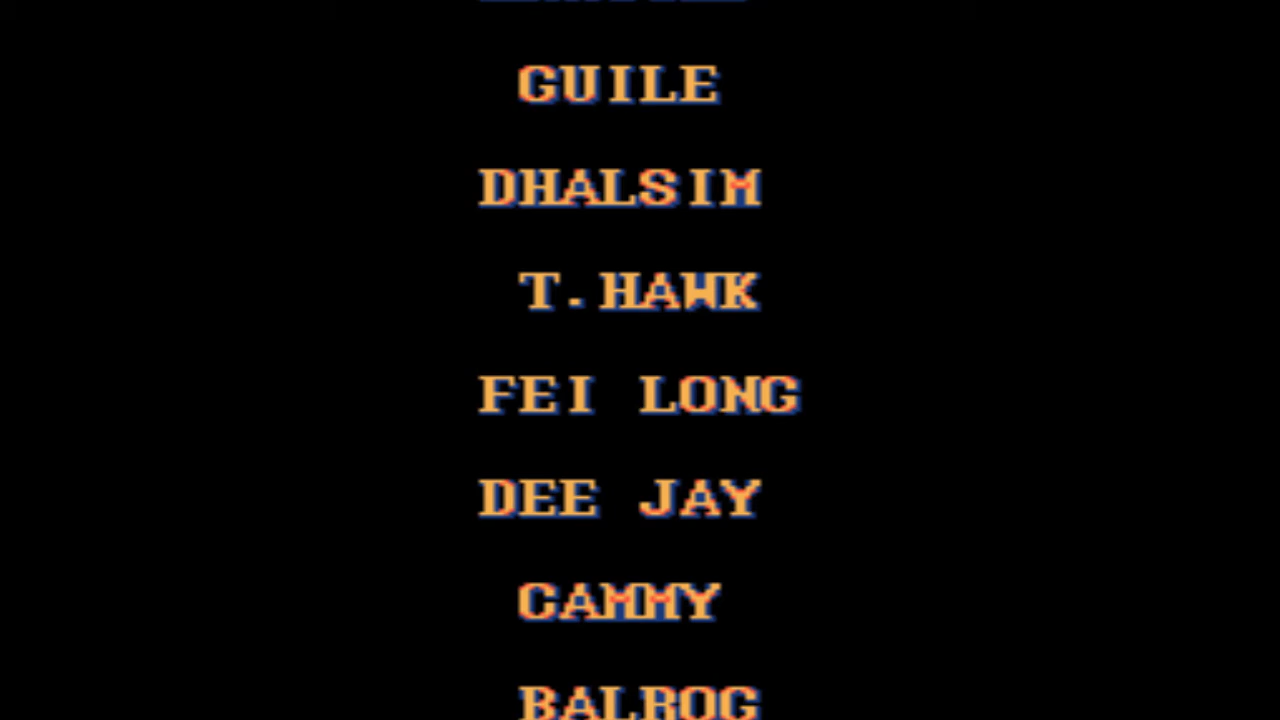 GUILE
DHALSIM
T.HAWK
FEI LONG
DEE JAY
CAMMY
BALROG